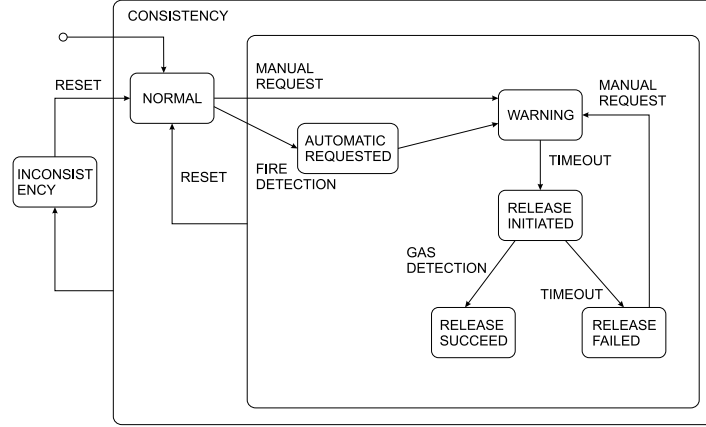 CONSISTENCY
RESET
NORMAL
MANUAL
REQUEST
WARNING
MANUAL
REQUEST
AUTOMATIC
REQUESTED
INCONSIST
ENCY
RESET
FIRE
DETECTION
TIMEOUT
RELEASE
INITIATED
GAS
DETECTION
TIMEOUT
RELEASE
SUCCEED
RELEASE
FAILED